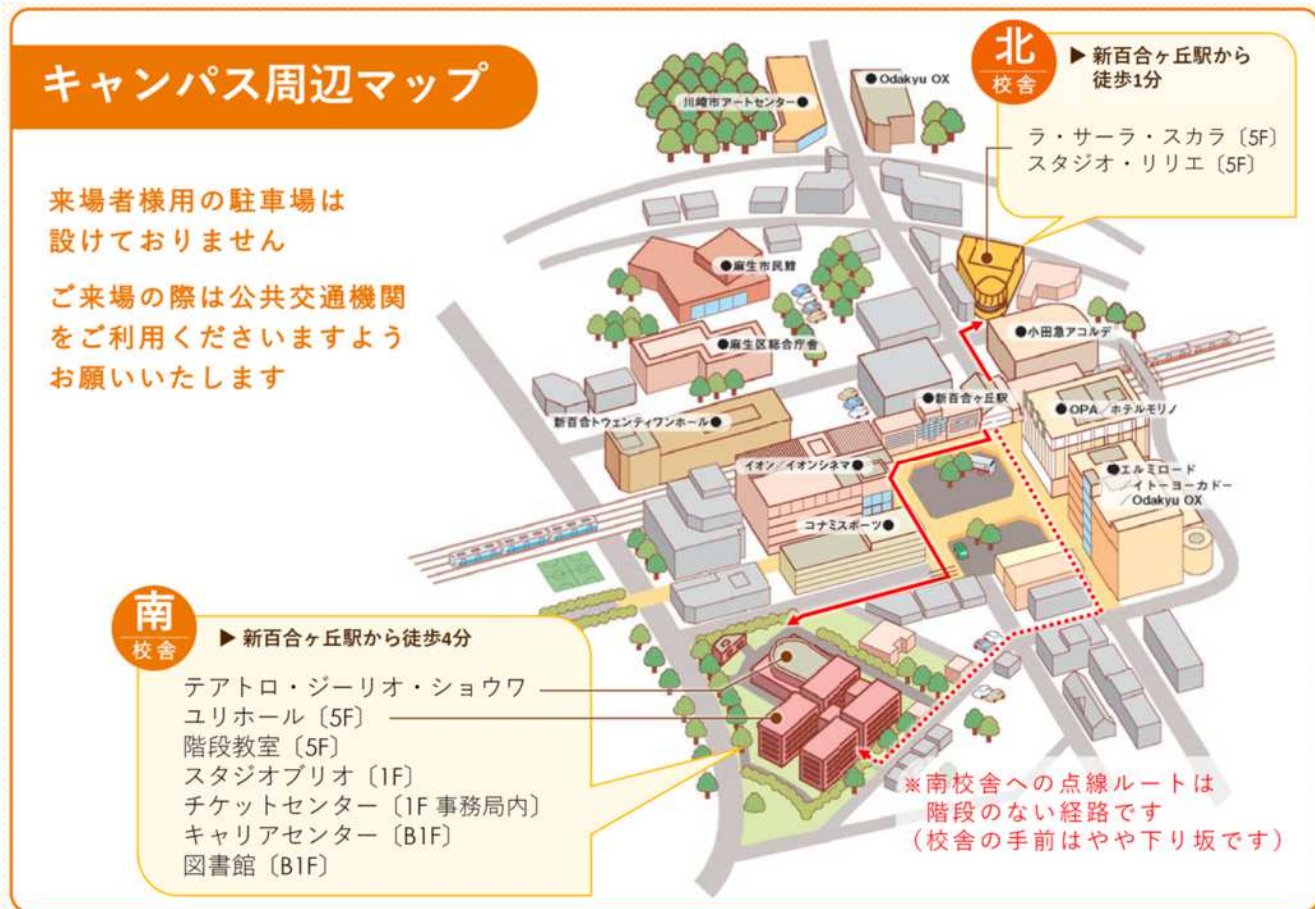 キャンパス周辺マップ
来場者様用の駐車場は
設けておりません
ご来場の際は公共交通機関
をご利用くださいますよう
お願いいたします
北
校舎
▶ 新百合ヶ丘駅から
徒歩1分
ラ・サーラ・スカラ〔5F〕
スタジオ・リリエ〔5F〕
川崎市アートセンター●
●Odakyu OX
●麻生市民館
●麻生区総合庁舎
●小田急アコルデ
●新百合ヶ丘駅
●OPA/ホテルモリノ
新百合トウェンティワンホール●
イオン/イオンシネマ●
●エルミロード
/イトーヨーカドー
/Odakyu OX
コナミスポーツ●
南
校舎
▶ 新百合ヶ丘駅から徒歩4分
テアトロ・ジーリオ・ショウワ
ユリホール〔5F〕
階段教室〔5F〕
スタジオブリオ〔1F〕
チケットセンター〔1F 事務局内〕
キャリアセンター〔B1F〕
図書館〔B1F〕
※南校舎への点線ルートは
階段のない経路です
(校舎の手前はやや下り坂です)